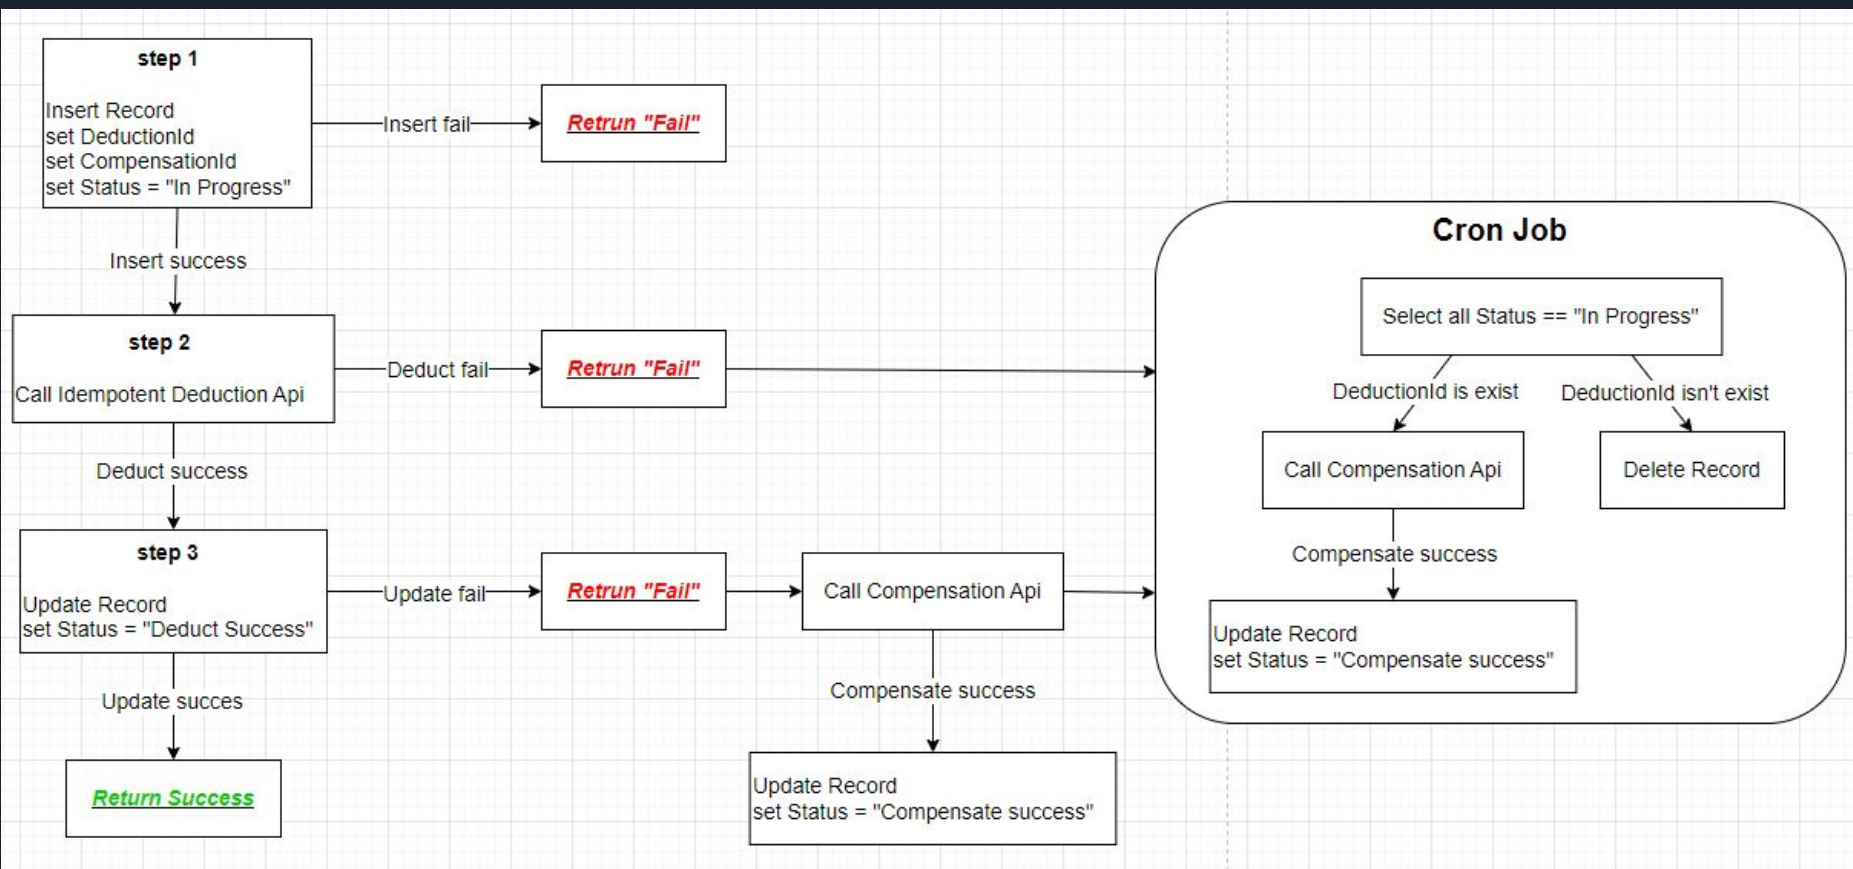 step 1
Insert Record
set DeductionId
set CompensationId
set Status = "In Progress"
Insert fail
Retrun "Fail"
Insert success
step 2
Call Idempotent Deduction Api
Deduct fail
Retrun "Fail"
Deduct success
step 3
Update Record
set Status = "Deduct Success"
Update fail
Retrun "Fail"
Call Compensation Api
Update succes
Return Success
Compensate success
Update Record
set Status = "Compensate success"
Cron Job
Select all Status == "In Progress"
DeductionId is exist
DeductionId isn't exist
Call Compensation Api
Delete Record
Compensate success
Update Record
set Status = "Compensate success"